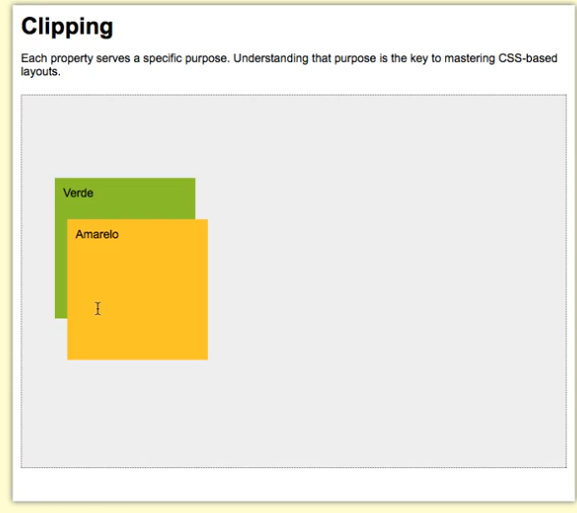 Clipping
Each property serves a specific purpose. Understanding that purpose is the key to mastering CSS-based
layouts.
Verde
Amarelo